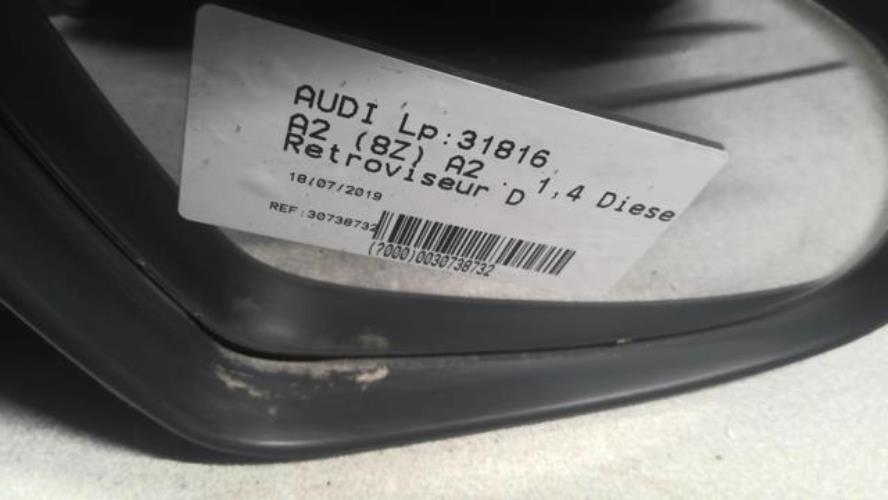 AUDI Lp:31816
A2 (8Z) A2 · 1,4 Diese
Retroviseur D
18/07/2019
REF:30738732
(7000)0030738732